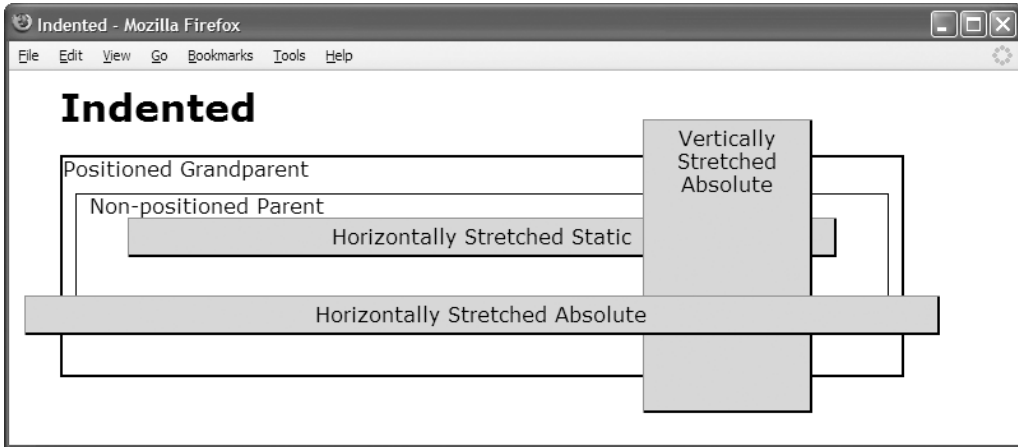 Indented - Mozilla Firefox
File Edit View Go Bookmarks Tools Help
Indented
Vertically
Stretched
Absolute
Positioned Grandparent
Non-positioned Parent
Horizontally Stretched Static
Horizontally Stretched Absolute